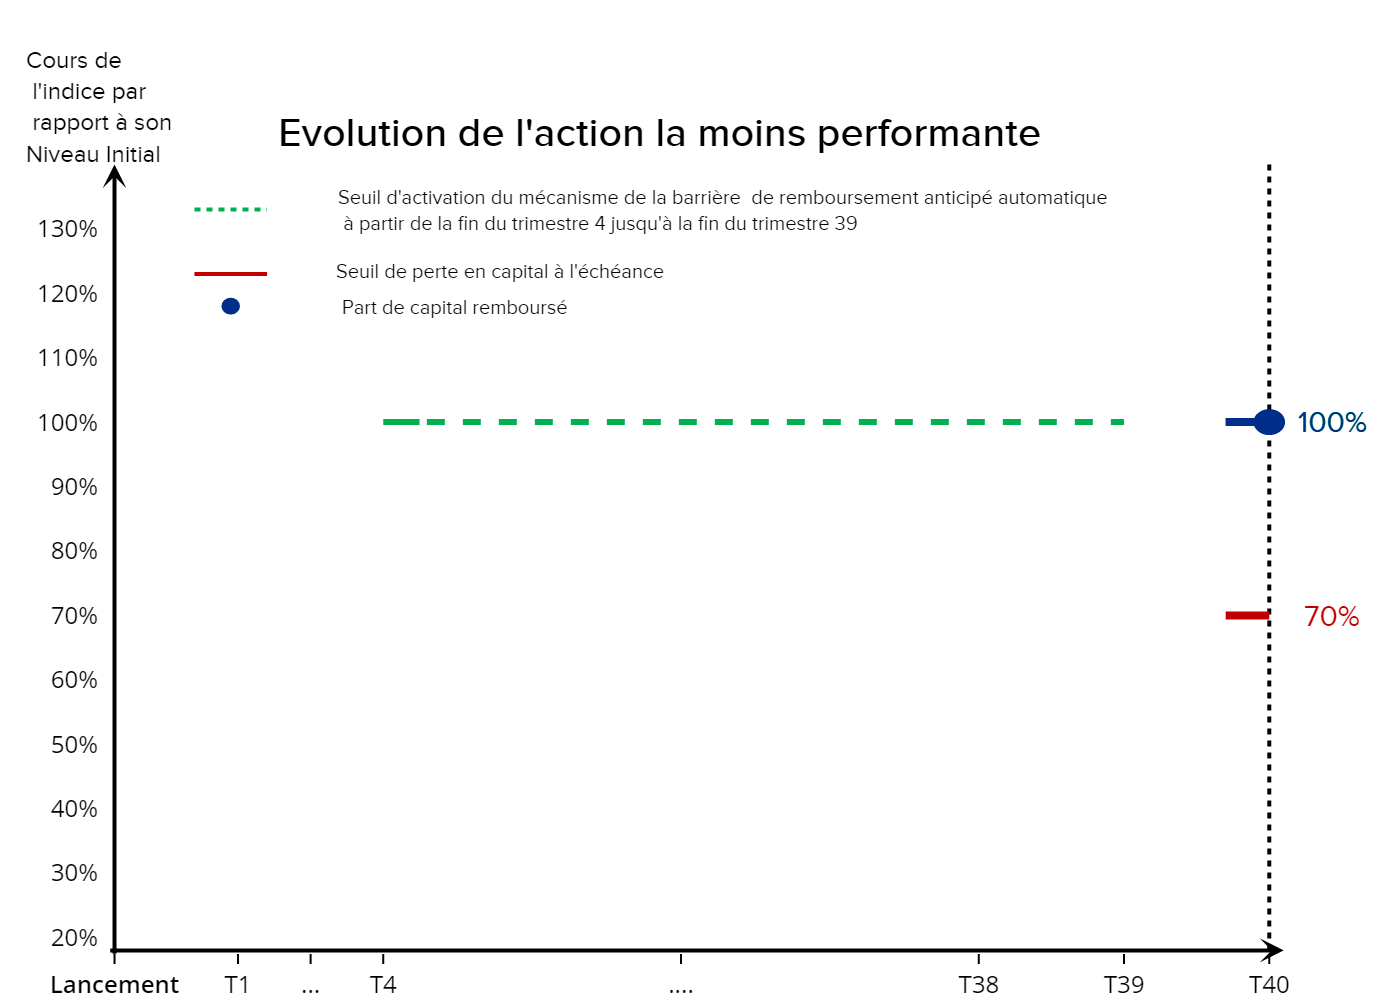 Cours de
l'indice par
rapport à son
Niveau Initial
Evolution de l'action la moins performante
Seuil d'activation du mécanisme de la barrière de remboursement anticipé automatique
à partir de la fin du trimestre 4 jusqu'à la fin du trimestre 39
Seuil de perte en capital à l'échéance
Part de capital remboursé
130%
120%
110%
100%
90%
80%
70%
60%
50%
40%
30%
20%
100%
70%
Lancement T1 ... T4 .... T38 T39 T40